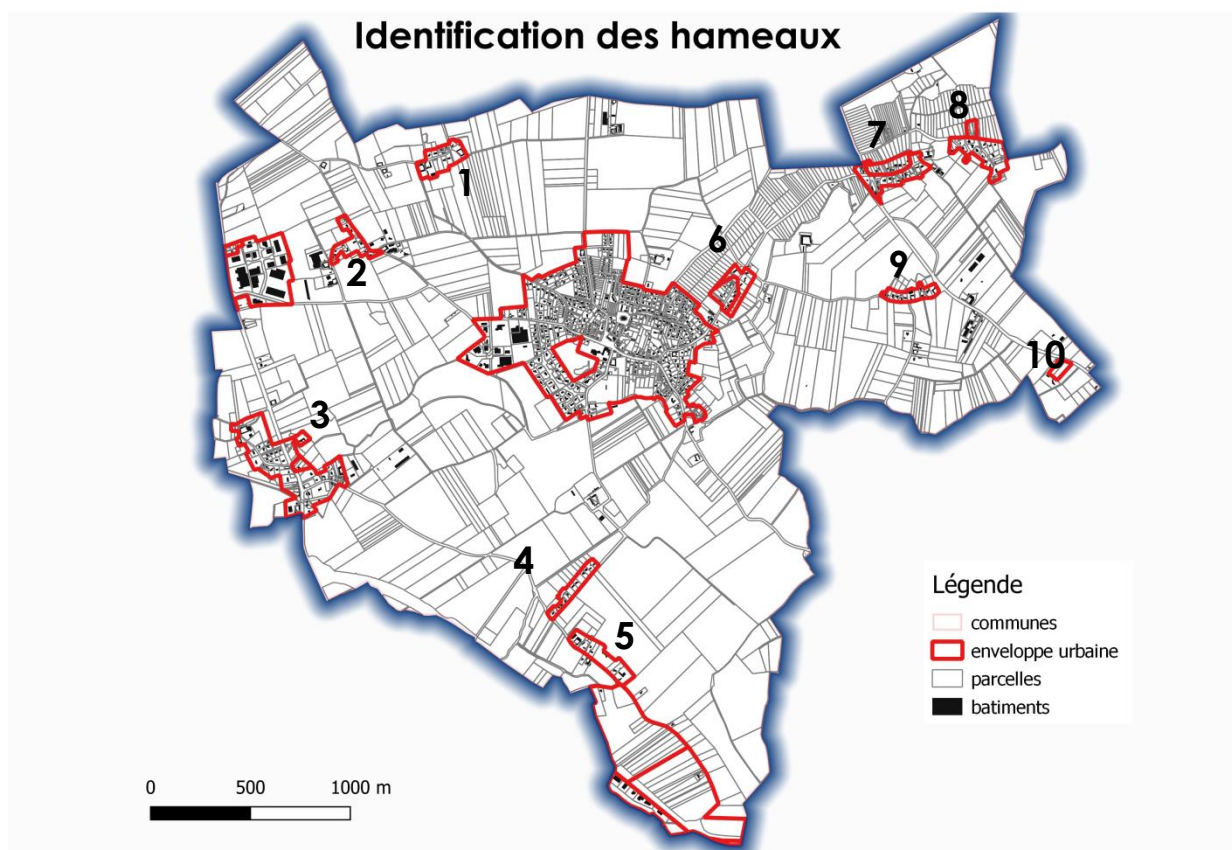 Identification des hameaux
8
7
1
6
2
9
10
3
4
5
Légende
communes
enveloppe urbaine
parcelles
batiments
0 500 1000 m